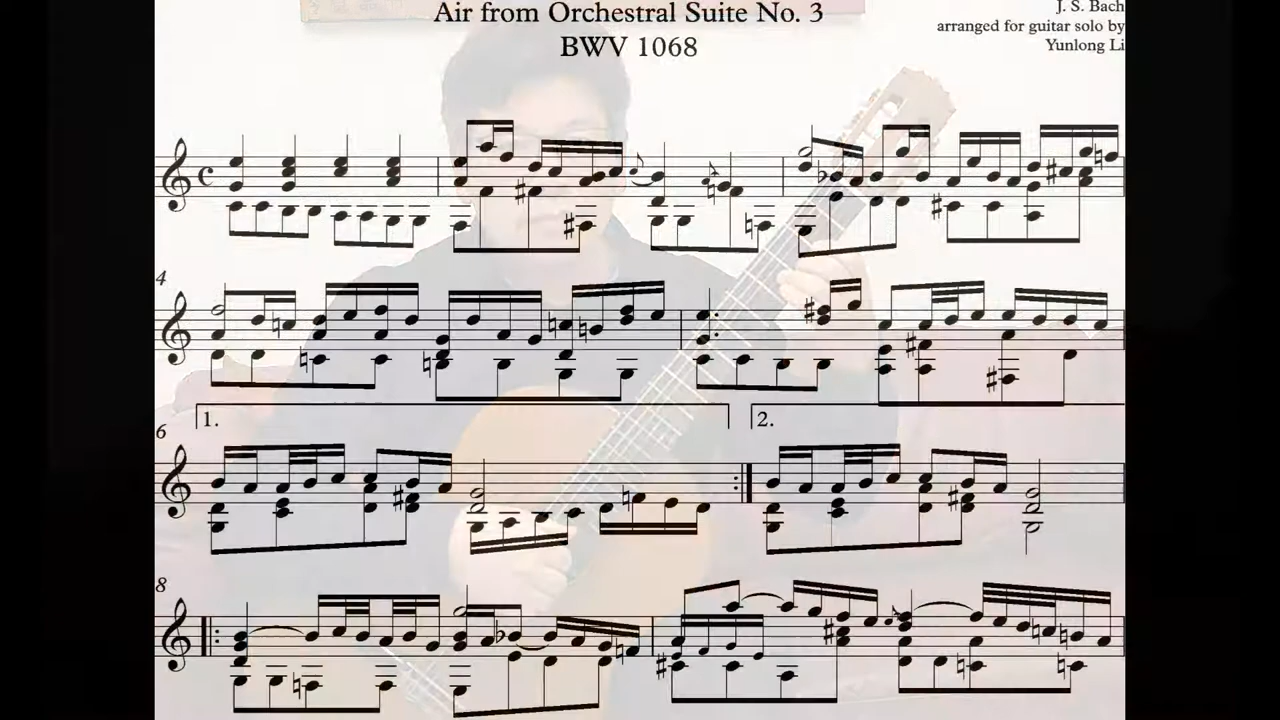 Air from Orchestral Suite No. 3
BWV 1068
J. S. Bach
arranged for guitar solo by
Yunlong Li
4
6
1.
2.
8